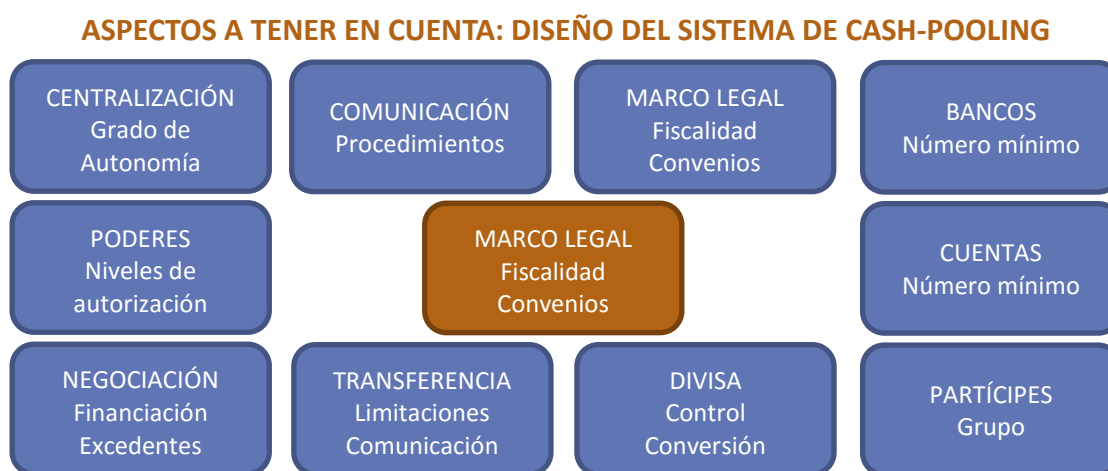 ASPECTOS A TENER EN CUENTA: DISEÑO DEL SISTEMA DE CASH-POOLING
CENTRALIZACIÓN
Grado de
Autonomía
COMUNICACIÓN
Procedimientos
MARCO LEGAL
Fiscalidad
Convenios
BANCOS
Número mínimo
PODERES
Niveles de
autorización
MARCO LEGAL
Fiscalidad
Convenios
CUENTAS
Número mínimo
NEGOCIACIÓN
Financiación
Excedentes
TRANSFERENCIA
Limitaciones
Comunicación
DIVISA
Control
Conversión
PARTÍCIPES
Grupo